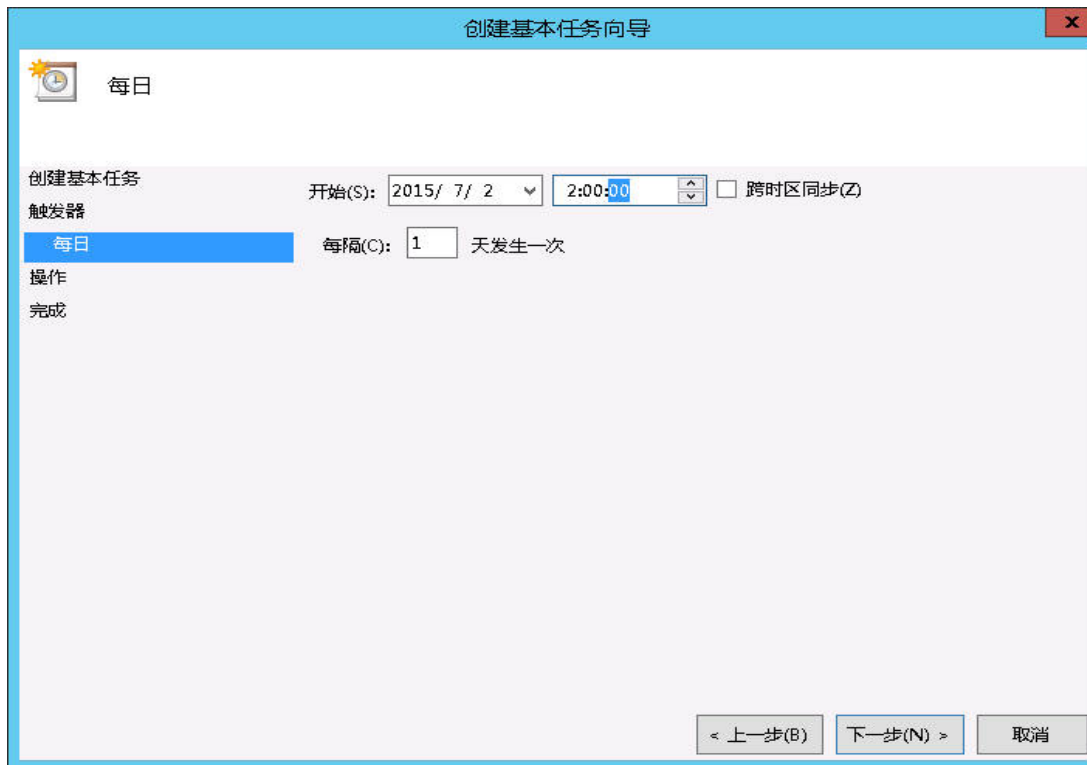 创建基本任务向导
每日
创建基本任务
触发器
每日
操作
完成
开始(S): 2015/ 7/ 2 2:00:00 跨时区同步(Z)
每隔(C): 1 天发生一次
< 上一步(B) 下一步(N) > 取消